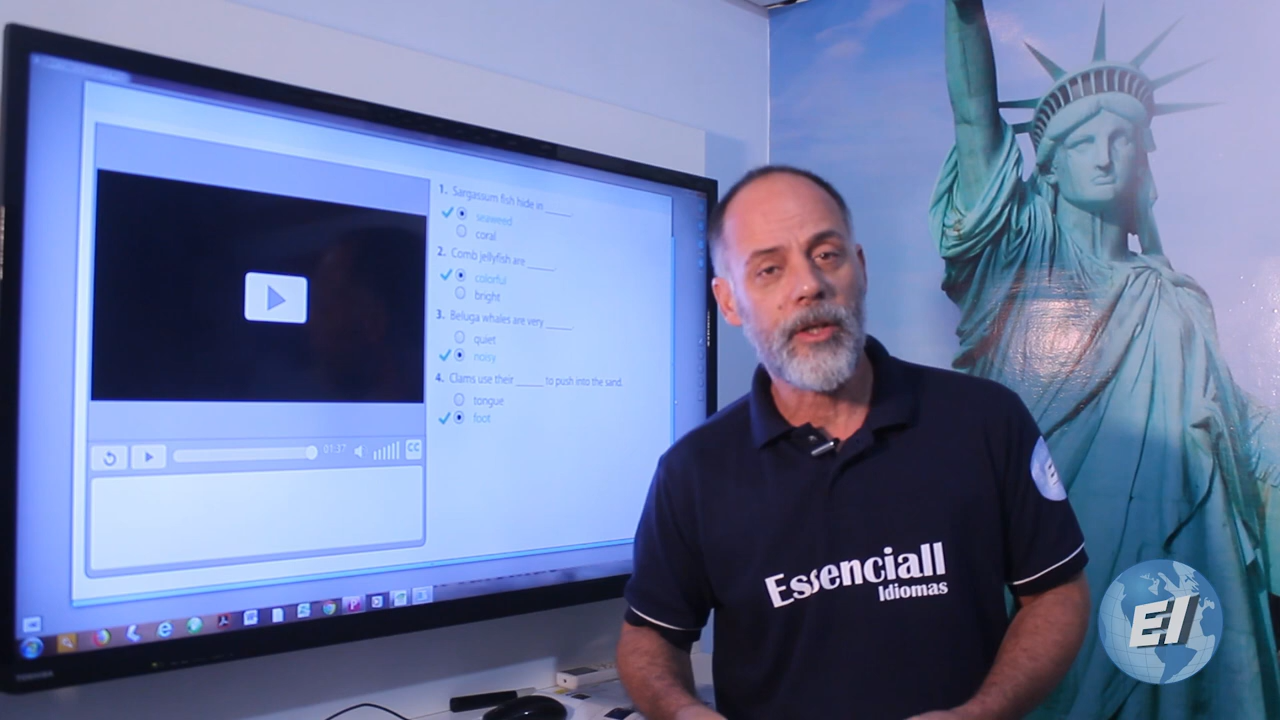 1. Sargassum fish hide in _____.
seaweed
coral
2. Comb jellyfish are _____.
colorful
bright
3. Beluga whales are very _____.
quiet
noisy
4. Clams use their _____ to push into the sand.
tongue
foot
01:37
CC
TOSHIBA
Essenciall
Idiomas
EI
EI